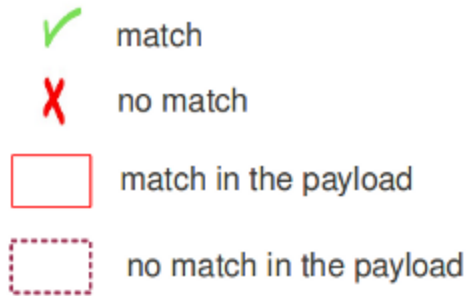 match
no match
match in the payload
no match in the payload